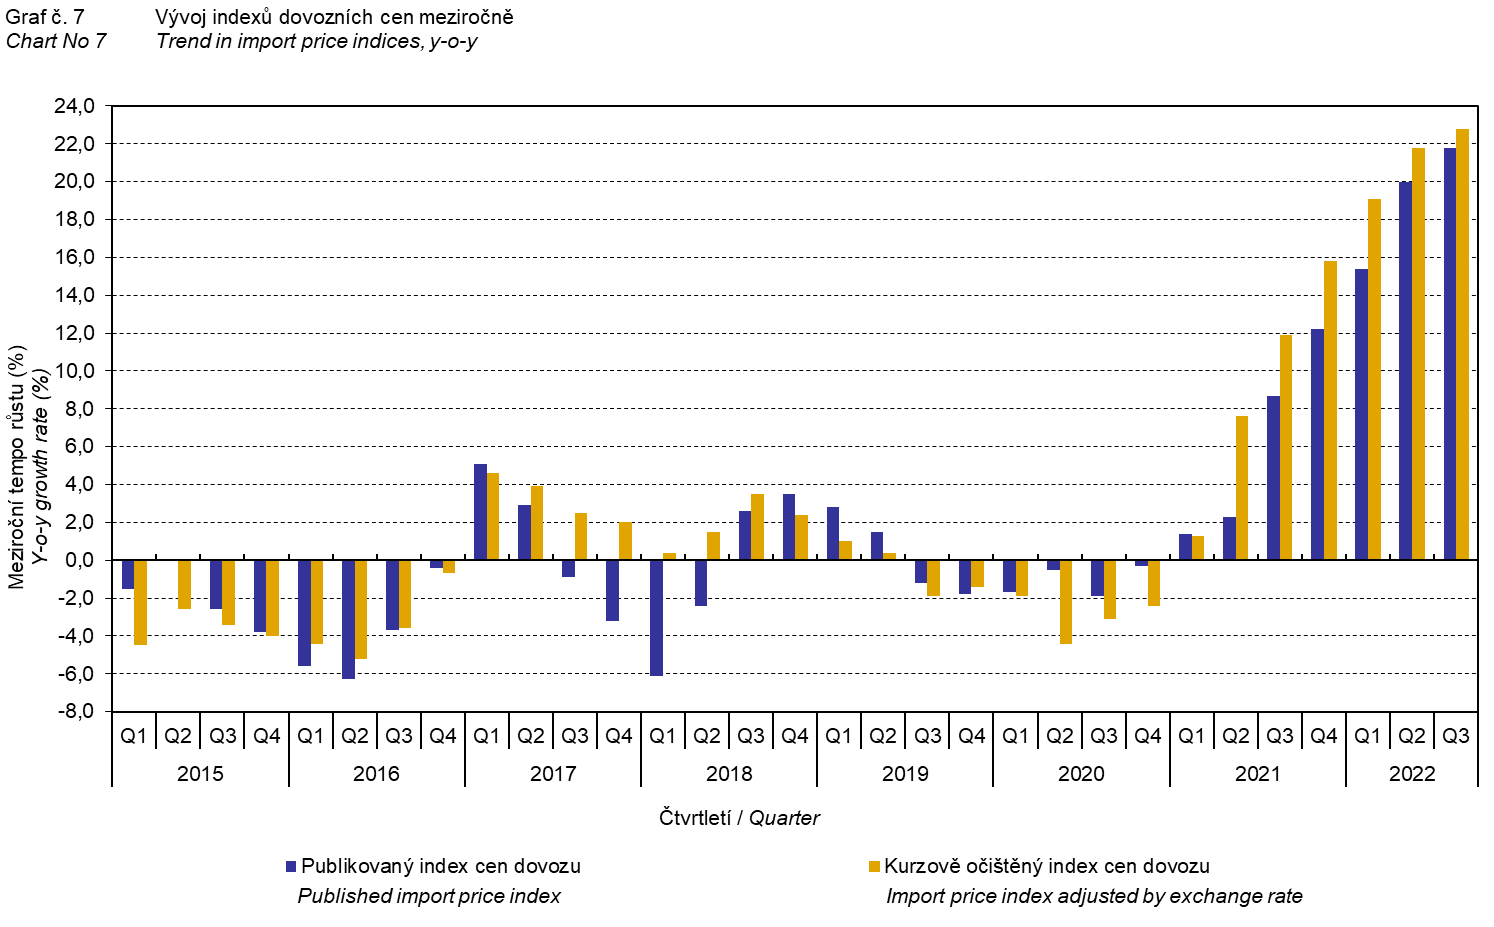 Graf č. 7 Vývoj indexů dovozních cen meziročně
Chart No 7 Trend in import price indices, y-o-y
Meziroční tempo růstu (%)
Y-o-y growth rate (%)
24,0
22,0
20,0
18,0
16,0
14,0
12,0
10,0
8,0
6,0
4,0
2,0
0,0
-2,0
-4,0
-6,0
-8,0
Q1 Q2 Q3 Q4 Q1 Q2 Q3 Q4 Q1 Q2 Q3 Q4 Q1 Q2 Q3 Q4 Q1 Q2 Q3 Q4 Q1 Q2 Q3 Q4 Q1 Q2 Q3 Q4 Q1 Q2 Q3
2015 2016 2017 2018 2019 2020 2021 2022
Čtvrtletí / Quarter
Publikovaný index cen dovozu Kurzově očištěný index cen dovozu
Published import price index Import price index adjusted by exchange rate